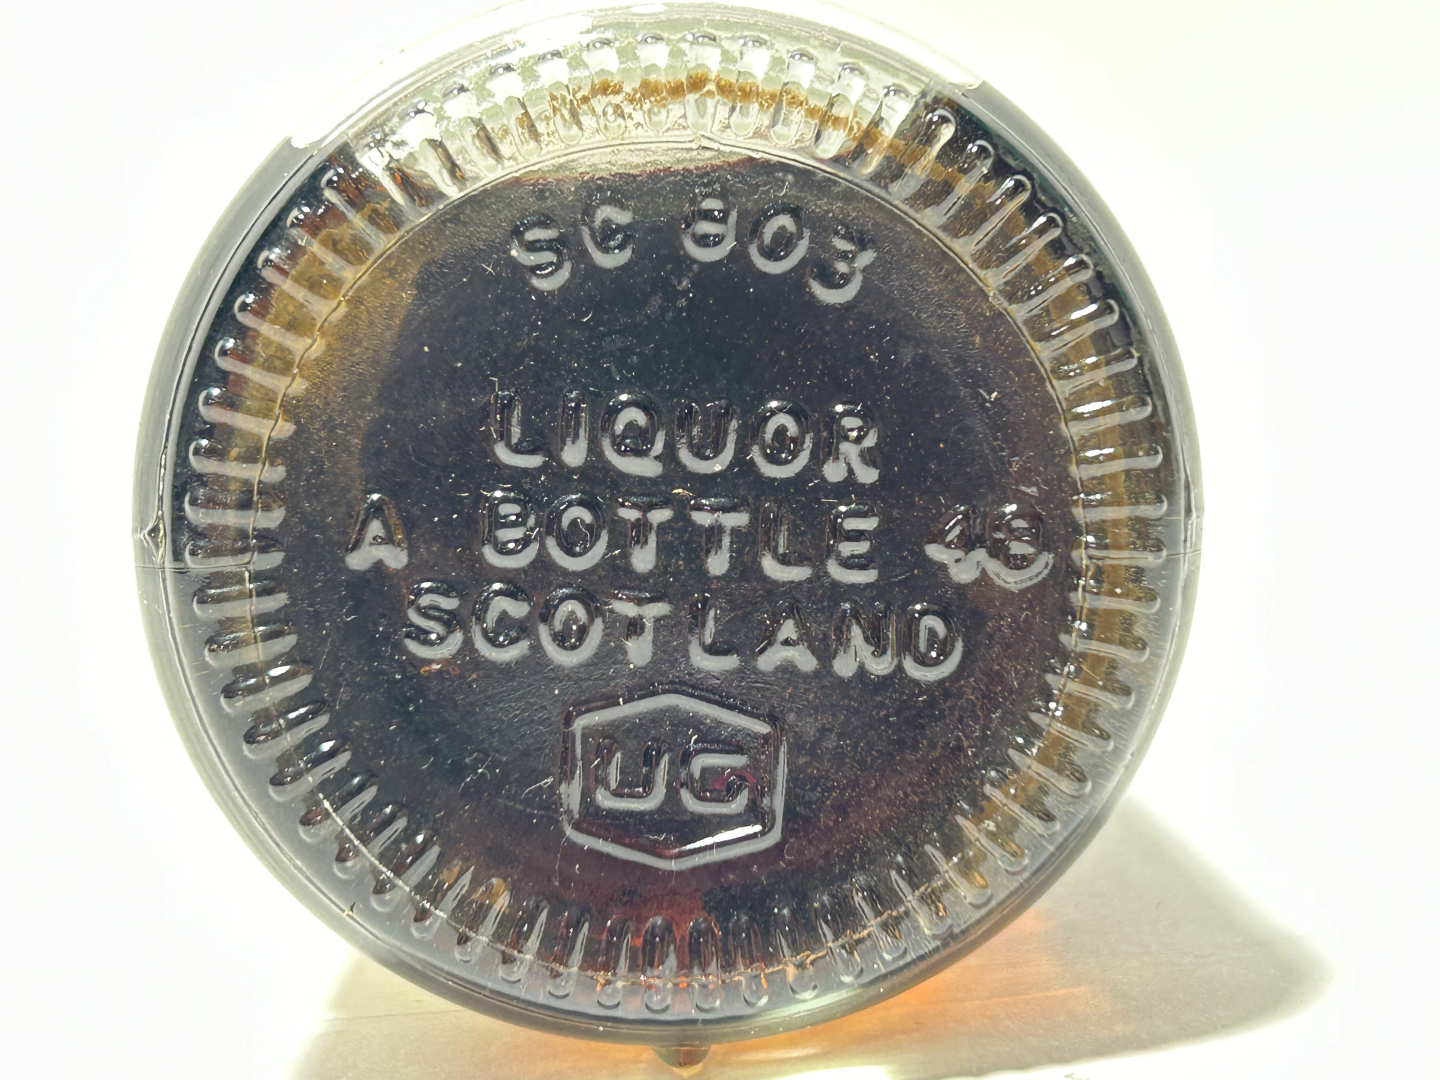 SC 803
LIQUOR
A BOTTLE 48
SCOTLAND
UG